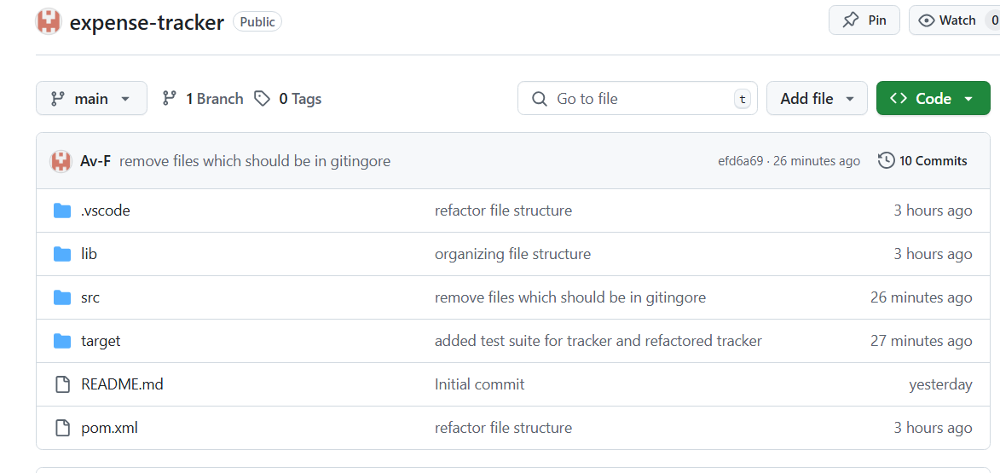 expense-tracker Public Pin Watch 0
main 1 Branch 0 Tags Go to file t Add file Code
Av-F remove files which should be in gitingore efd6a69 · 26 minutes ago 10 Commits
.vscode refactor file structure 3 hours ago
lib organizing file structure 3 hours ago
src remove files which should be in gitingore 26 minutes ago
target added test suite for tracker and refactored tracker 27 minutes ago
README.md Initial commit yesterday
pom.xml refactor file structure 3 hours ago